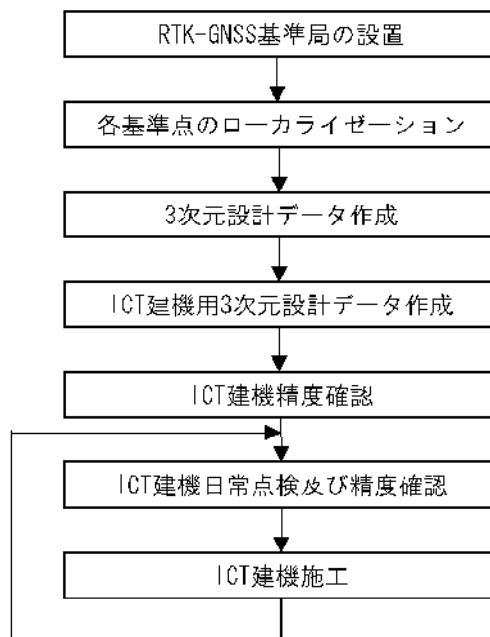 RTK-GNSS基準局の設置
各基準点のローカライゼーション
3次元設計データ作成
ICT建機用3次元設計データ作成
ICT建機精度確認
ICT建機日常点検及び精度確認
ICT建機施工